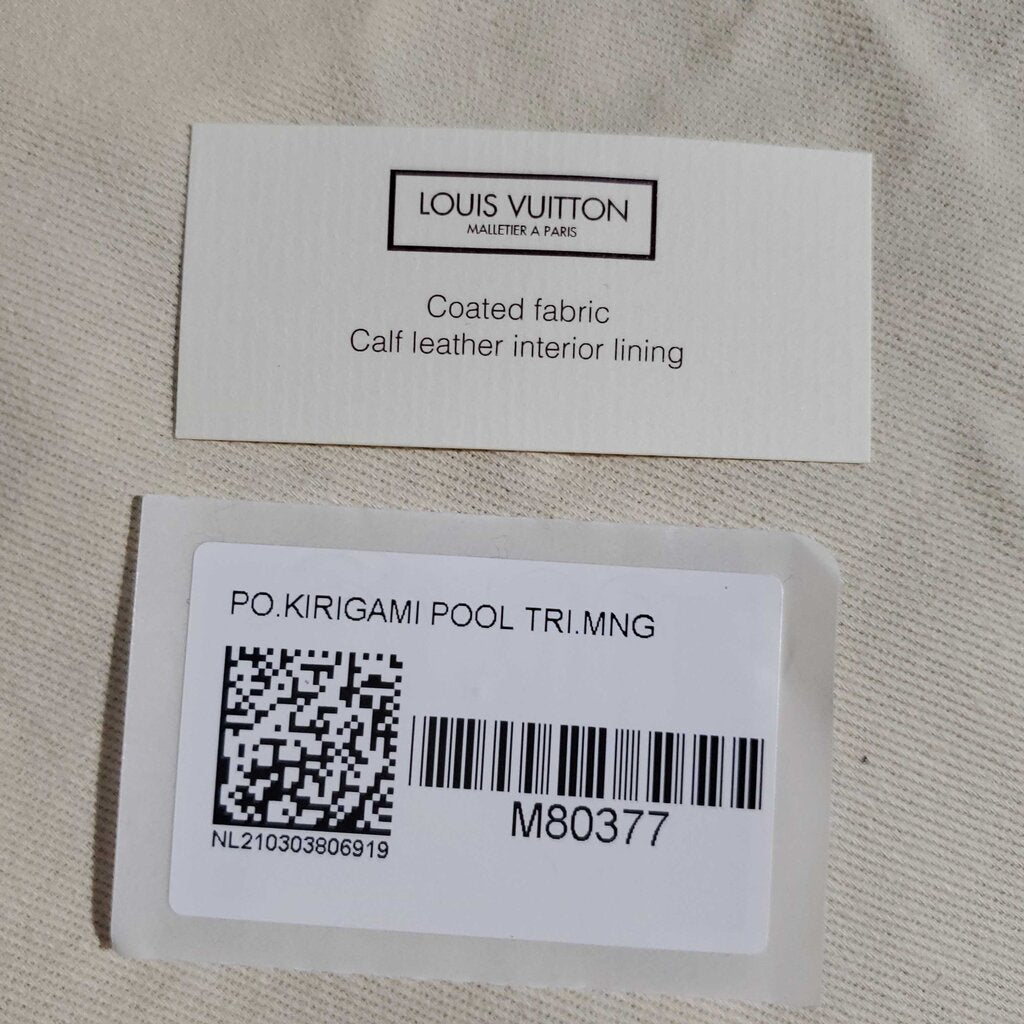 LOUIS VUITTON
MALLETIER A PARIS
Coated fabric
Calf leather interior lining
PO.KIRIGAMI POOL TRI.MNG
NL210303806919
M80377